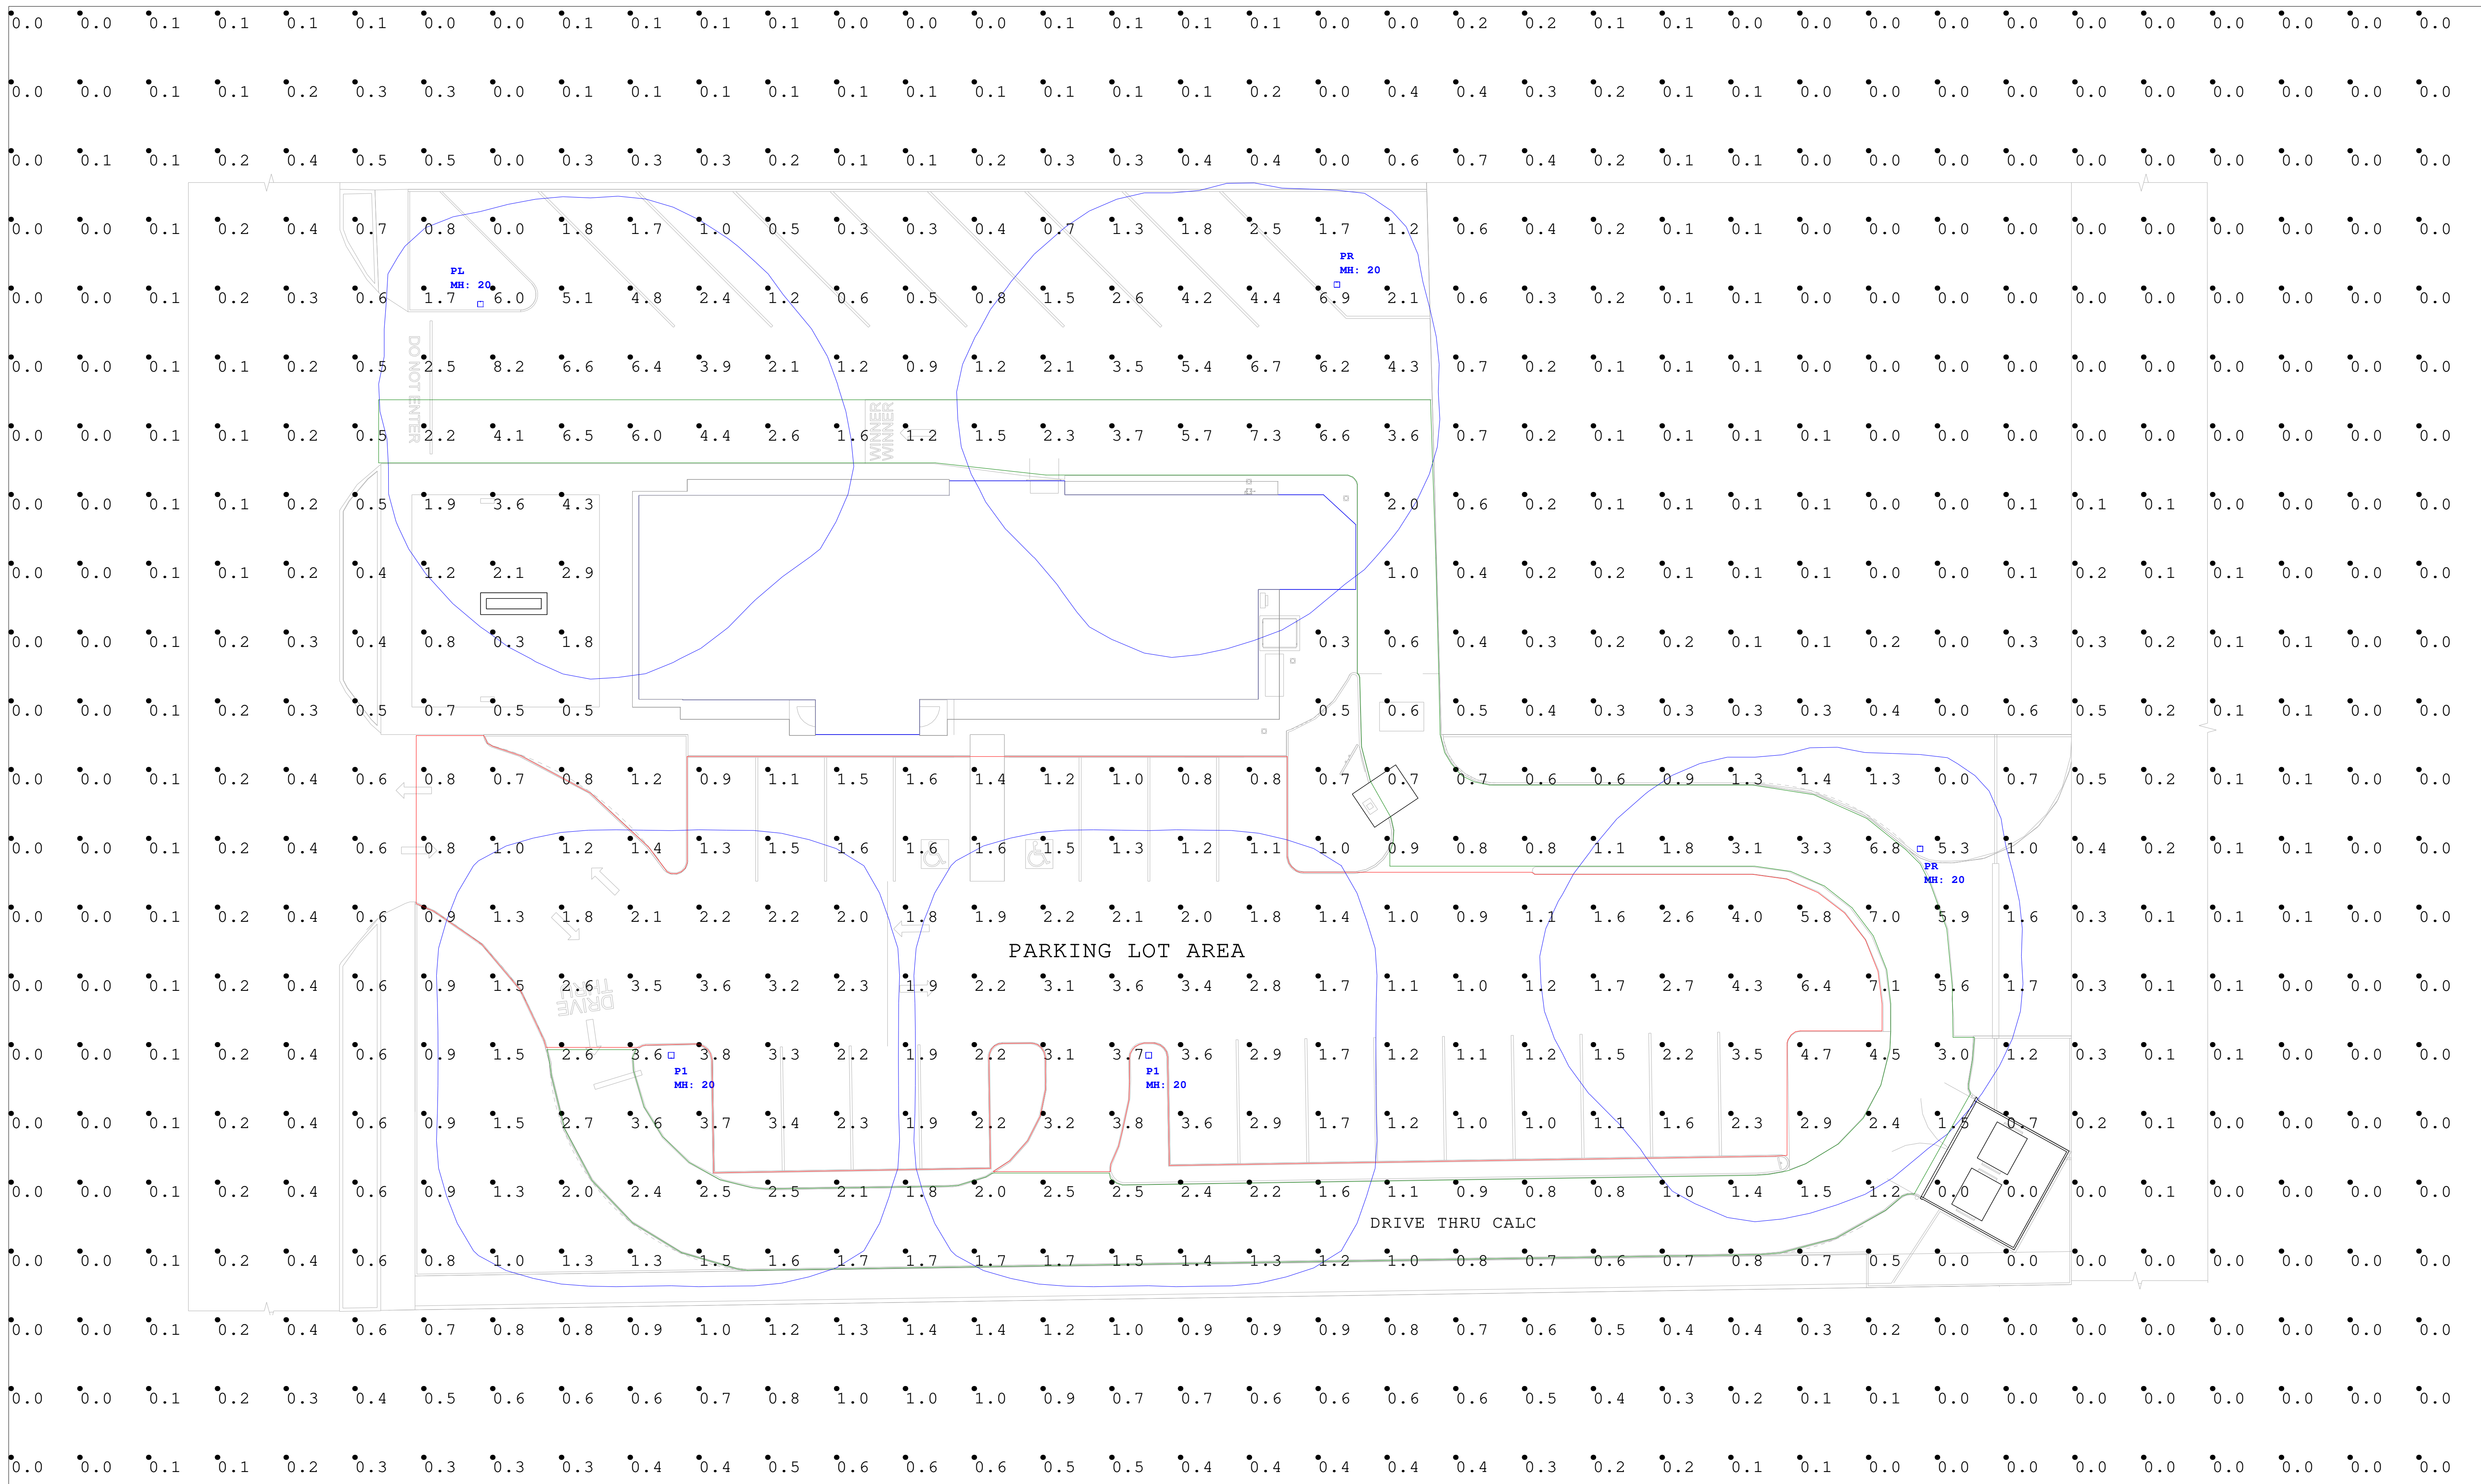 0.0 0.0 0.1 0.1 0.1 0.1 0.0 0.0 0.1 0.1 0.1 0.1 0.0 0.0 0.0 0.1 0.1 0.1 0.1 0.0 0.0 0.2 0.2 0.1 0.1 0.0 0.0 0.0 0.0 0.0 0.0 0.0 0.0 0.0 0.0 0.0
0.0 0.0 0.1 0.1 0.2 0.3 0.3 0.0 0.1 0.1 0.1 0.1 0.1 0.1 0.1 0.1 0.1 0.1 0.2 0.0 0.4 0.4 0.3 0.2 0.1 0.1 0.0 0.0 0.0 0.0 0.0 0.0 0.0 0.0 0.0 0.0
0.0 0.1 0.1 0.2 0.4 0.5 0.5 0.0 0.3 0.3 0.3 0.2 0.1 0.1 0.2 0.3 0.3 0.4 0.4 0.0 0.6 0.7 0.4 0.2 0.1 0.1 0.0 0.0 0.0 0.0 0.0 0.0 0.0 0.0 0.0 0.0
0.0 0.0 0.1 0.2 0.4 0.7 0.8 0.0 1.8 1.7 1.0 0.5 0.3 0.3 0.4 0.7 1.3 1.8 2.5 1.7 1.2 0.6 0.4 0.2 0.1 0.1 0.0 0.0 0.0 0.0 0.0 0.0 0.0 0.0 0.0 0.0
PR
PL MH: 20
MH: 20
0.0 0.0 0.1 0.2 0.3 0.6 1.7 6.0 5.1 4.8 2.4 1.2 0.6 0.5 0.8 1.5 2.6 4.2 4.4 6.9 2.1 0.6 0.3 0.2 0.1 0.1 0.0 0.0 0.0 0.0 0.0 0.0 0.0 0.0 0.0 0.0
DO NOT ENTER
0.0 0.0 0.1 0.1 0.2 0.5 2.5 8.2 6.6 6.4 3.9 2.1 1.2 0.9 1.2 2.1 3.5 5.4 6.7 6.2 4.3 0.7 0.2 0.1 0.1 0.1 0.0 0.0 0.0 0.0 0.0 0.0 0.0 0.0 0.0 0.0
WINNER
WINNER
0.0 0.0 0.1 0.1 0.2 0.5 2.2 4.1 6.5 6.0 4.4 2.6 1.6 1.2 1.5 2.3 3.7 5.7 7.3 6.6 3.6 0.7 0.2 0.1 0.1 0.1 0.1 0.0 0.0 0.0 0.0 0.0 0.0 0.0 0.0 0.0
0.0 0.0 0.1 0.1 0.2 0.5 1.9 3.6 4.3 2.0 0.6 0.2 0.1 0.1 0.1 0.0 0.0 0.0 0.1 0.1 0.1 0.0 0.0 0.0 0.0
0.0 0.0 0.1 0.1 0.2 0.4 1.2 2.1 2.9 1.0 0.4 0.2 0.2 0.1 0.1 0.0 0.0 0.0 0.1 0.2 0.1 0.1 0.0 0.0 0.0
0.0 0.0 0.1 0.2 0.3 0.4 0.8 0.3 1.8 0.3 0.6 0.4 0.3 0.2 0.2 0.1 0.1 0.2 0.0 0.3 0.3 0.2 0.1 0.1 0.0 0.0
0.0 0.0 0.1 0.2 0.3 0.5 0.7 0.5 0.5 0.5 0.6 0.5 0.4 0.3 0.3 0.3 0.3 0.4 0.0 0.6 0.5 0.2 0.1 0.1 0.0 0.0
0.0 0.0 0.1 0.2 0.4 0.6 0.8 0.7 0.8 1.2 0.9 1.1 1.5 1.6 1.4 1.2 1.0 0.8 0.8 0.7 0.7 0.7 0.6 0.6 0.9 1.3 1.4 1.3 0.0 0.7 0.5 0.2 0.1 0.1 0.0 0.0
0.0 0.0 0.1 0.2 0.4 0.6 0.8 1.0 1.2 1.4 1.3 1.5 1.6 1.6 1.6 1.5 1.3 1.2 1.1 1.0 0.9 0.8 0.8 1.1 1.8 3.1 3.3 6.8 5.3 1.0 0.4 0.2 0.1 0.1 0.0 0.0
PR
MH: 20
0.0 0.0 0.1 0.2 0.4 0.6 0.9 1.3 1.8 2.1 2.2 2.2 2.0 1.8 1.9 2.2 2.1 2.0 1.8 1.4 1.0 0.9 1.1 1.6 2.6 4.0 5.8 7.0 5.9 1.6 0.3 0.1 0.1 0.1 0.0 0.0
PARKING LOT AREA
0.0 0.0 0.1 0.2 0.4 0.6 0.9 1.5 2.6 3.5 3.6 3.2 2.3 1.9 2.2 3.1 3.6 3.4 2.8 1.7 1.1 1.0 1.2 1.7 2.7 4.3 6.4 7.1 5.6 1.7 0.3 0.1 0.1 0.0 0.0 0.0
DRIVE
THRU
0.0 0.0 0.1 0.2 0.4 0.6 0.9 1.5 2.6 3.6 3.8 3.3 2.2 1.9 2.2 3.1 3.7 3.6 2.9 1.7 1.2 1.1 1.2 1.5 2.2 3.5 4.7 4.5 3.0 1.2 0.3 0.1 0.1 0.0 0.0 0.0
P1 P1
MH: 20 MH: 20
0.0 0.0 0.1 0.2 0.4 0.6 0.9 1.5 2.7 3.6 3.7 3.4 2.3 1.9 2.2 3.2 3.8 3.6 2.9 1.7 1.2 1.0 1.0 1.1 1.6 2.3 2.9 2.4 1.5 0.7 0.2 0.1 0.0 0.0 0.0 0.0
0.0 0.0 0.1 0.2 0.4 0.6 0.9 1.3 2.0 2.4 2.5 2.5 2.1 1.8 2.0 2.5 2.5 2.4 2.2 1.6 1.1 0.9 0.8 0.8 1.0 1.4 1.5 1.2 0.0 0.0 0.0 0.1 0.0 0.0 0.0 0.0
DRIVE THRU CALC
0.0 0.0 0.1 0.2 0.4 0.6 0.8 1.0 1.3 1.3 1.5 1.6 1.7 1.7 1.7 1.7 1.5 1.4 1.3 1.2 1.0 0.8 0.7 0.6 0.7 0.8 0.7 0.5 0.0 0.0 0.0 0.0 0.0 0.0 0.0 0.0
0.0 0.0 0.1 0.2 0.4 0.6 0.7 0.8 0.8 0.9 1.0 1.2 1.3 1.4 1.4 1.2 1.0 0.9 0.9 0.9 0.8 0.7 0.6 0.5 0.4 0.4 0.3 0.2 0.0 0.0 0.0 0.0 0.0 0.0 0.0 0.0
0.0 0.0 0.1 0.2 0.3 0.4 0.5 0.6 0.6 0.6 0.7 0.8 1.0 1.0 1.0 0.9 0.7 0.7 0.6 0.6 0.6 0.6 0.5 0.4 0.3 0.2 0.1 0.1 0.0 0.0 0.0 0.0 0.0 0.0 0.0 0.0
0.0 0.0 0.1 0.1 0.2 0.3 0.3 0.3 0.3 0.4 0.4 0.5 0.6 0.6 0.6 0.5 0.5 0.4 0.4 0.4 0.4 0.4 0.3 0.2 0.2 0.1 0.1 0.0 0.0 0.0 0.0 0.0 0.0 0.0 0.0 0.0